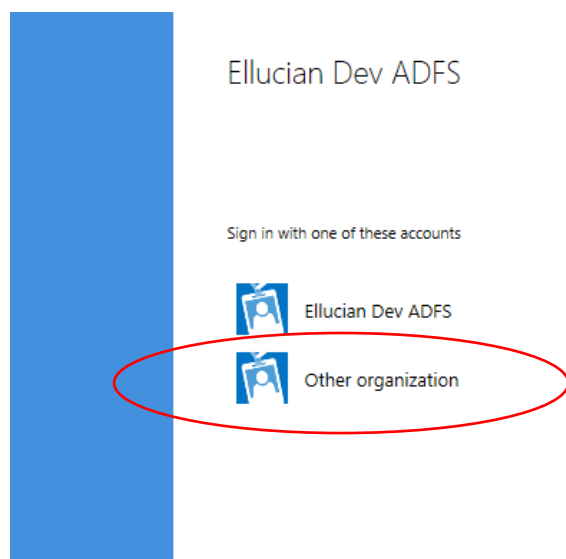 Ellucian Dev ADFS
Sign in with one of these accounts
Ellucian Dev ADFS
Other organization